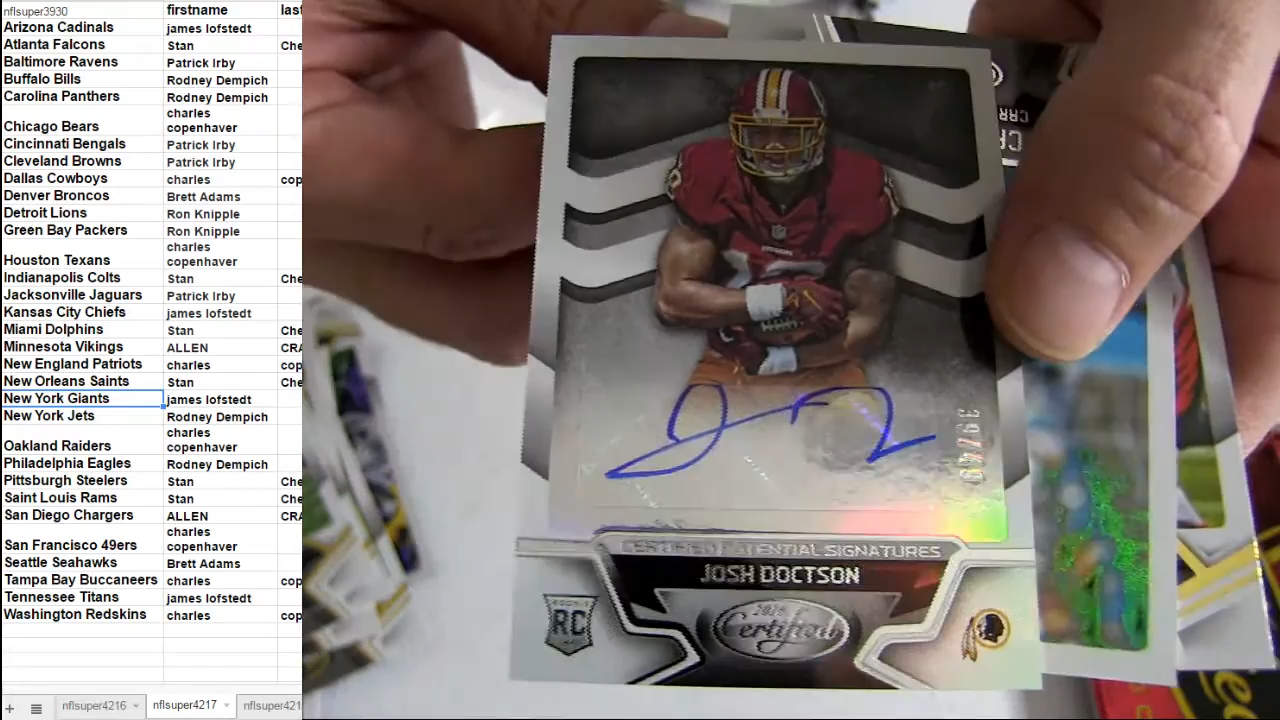 nflsuper3930 firstname las
Arizona Cadinals james lofstedt
Atlanta Falcons Stan Che
Baltimore Ravens Patrick Irby
Buffalo Bills Rodney Dempich
Carolina Panthers Rodney Dempich
Chicago Bears charles copenhaver
Cincinnati Bengals Patrick Irby
Cleveland Browns Patrick Irby
Dallas Cowboys charles cop
Denver Broncos Brett Adams
Detroit Lions Ron Knipple
Green Bay Packers Ron Knipple
Houston Texans charles copenhaver
Indianapolis Colts Stan Che
Jacksonville Jaguars Patrick Irby
Kansas City Chiefs james lofstedt
Miami Dolphins Stan Che
Minnesota Vikings ALLEN CRA
New England Patriots charles cop
New Orleans Saints Stan Che
New York Giants james lofstedt
New York Jets Rodney Dempich
Oakland Raiders charles copenhaver
Philadelphia Eagles Rodney Dempich
Pittsburgh Steelers Stan Che
Saint Louis Rams Stan Che
San Diego Chargers ALLEN CRA
San Francisco 49ers charles copenhaver
Seattle Seahawks Brett Adams
Tampa Bay Buccaneers charles cop
Tennessee Titans james lofstedt
Washington Redskins charles cop
nflsuper4216 nflsuper4217 nflsuper421
CERTIFIED POTENTIAL SIGNATURES
JOSH DOCTSON
ROOKIE
RC
2016
Certified